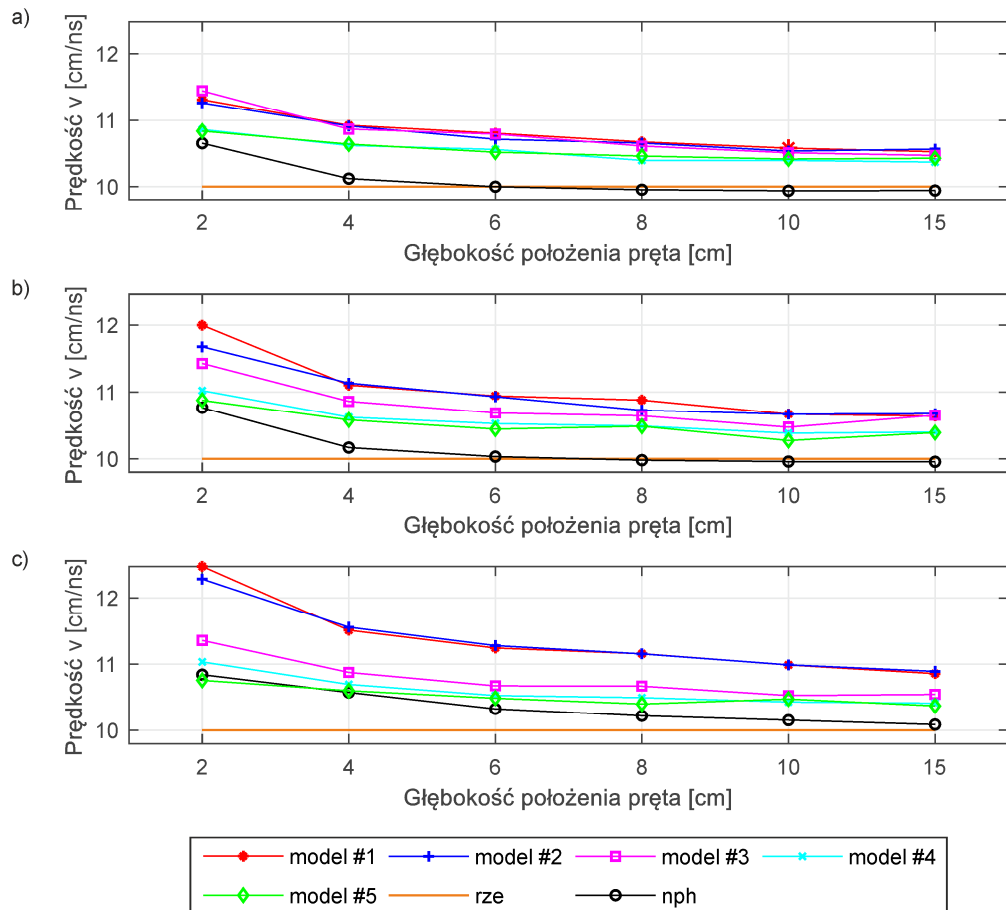 a)
Prędkość v [cm/ns]
12
11
10
2 4 6 8 10 15
Głębokość położenia pręta [cm]
b)
Prędkość v [cm/ns]
12
11
10
2 4 6 8 10 15
Głębokość położenia pręta [cm]
c)
Prędkość v [cm/ns]
12
11
10
2 4 6 8 10 15
Głębokość położenia pręta [cm]
model #1 model #2 model #3 model #4
model #5 rze nph